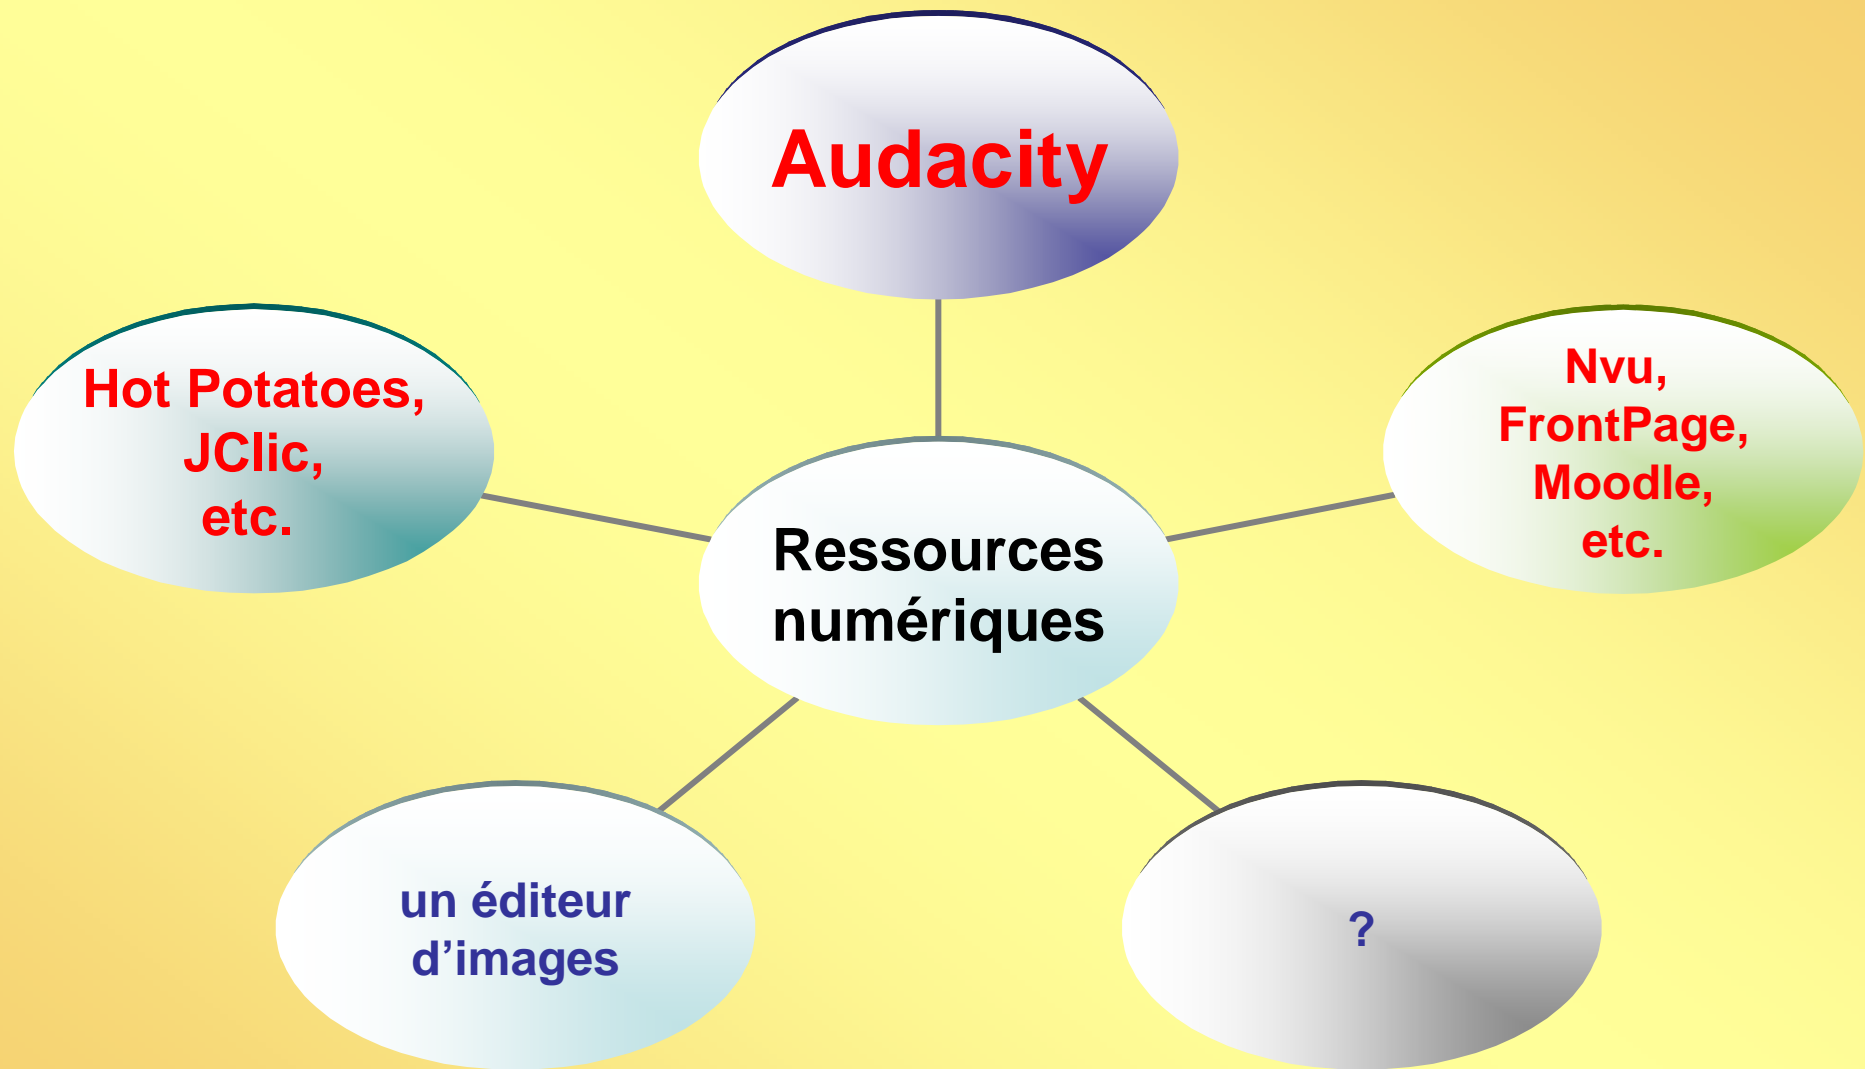 Audacity
Hot Potatoes,
JClic,
etc.
Nvu,
FrontPage,
Moodle,
etc.
Ressources
numériques
un éditeur
d’images
?